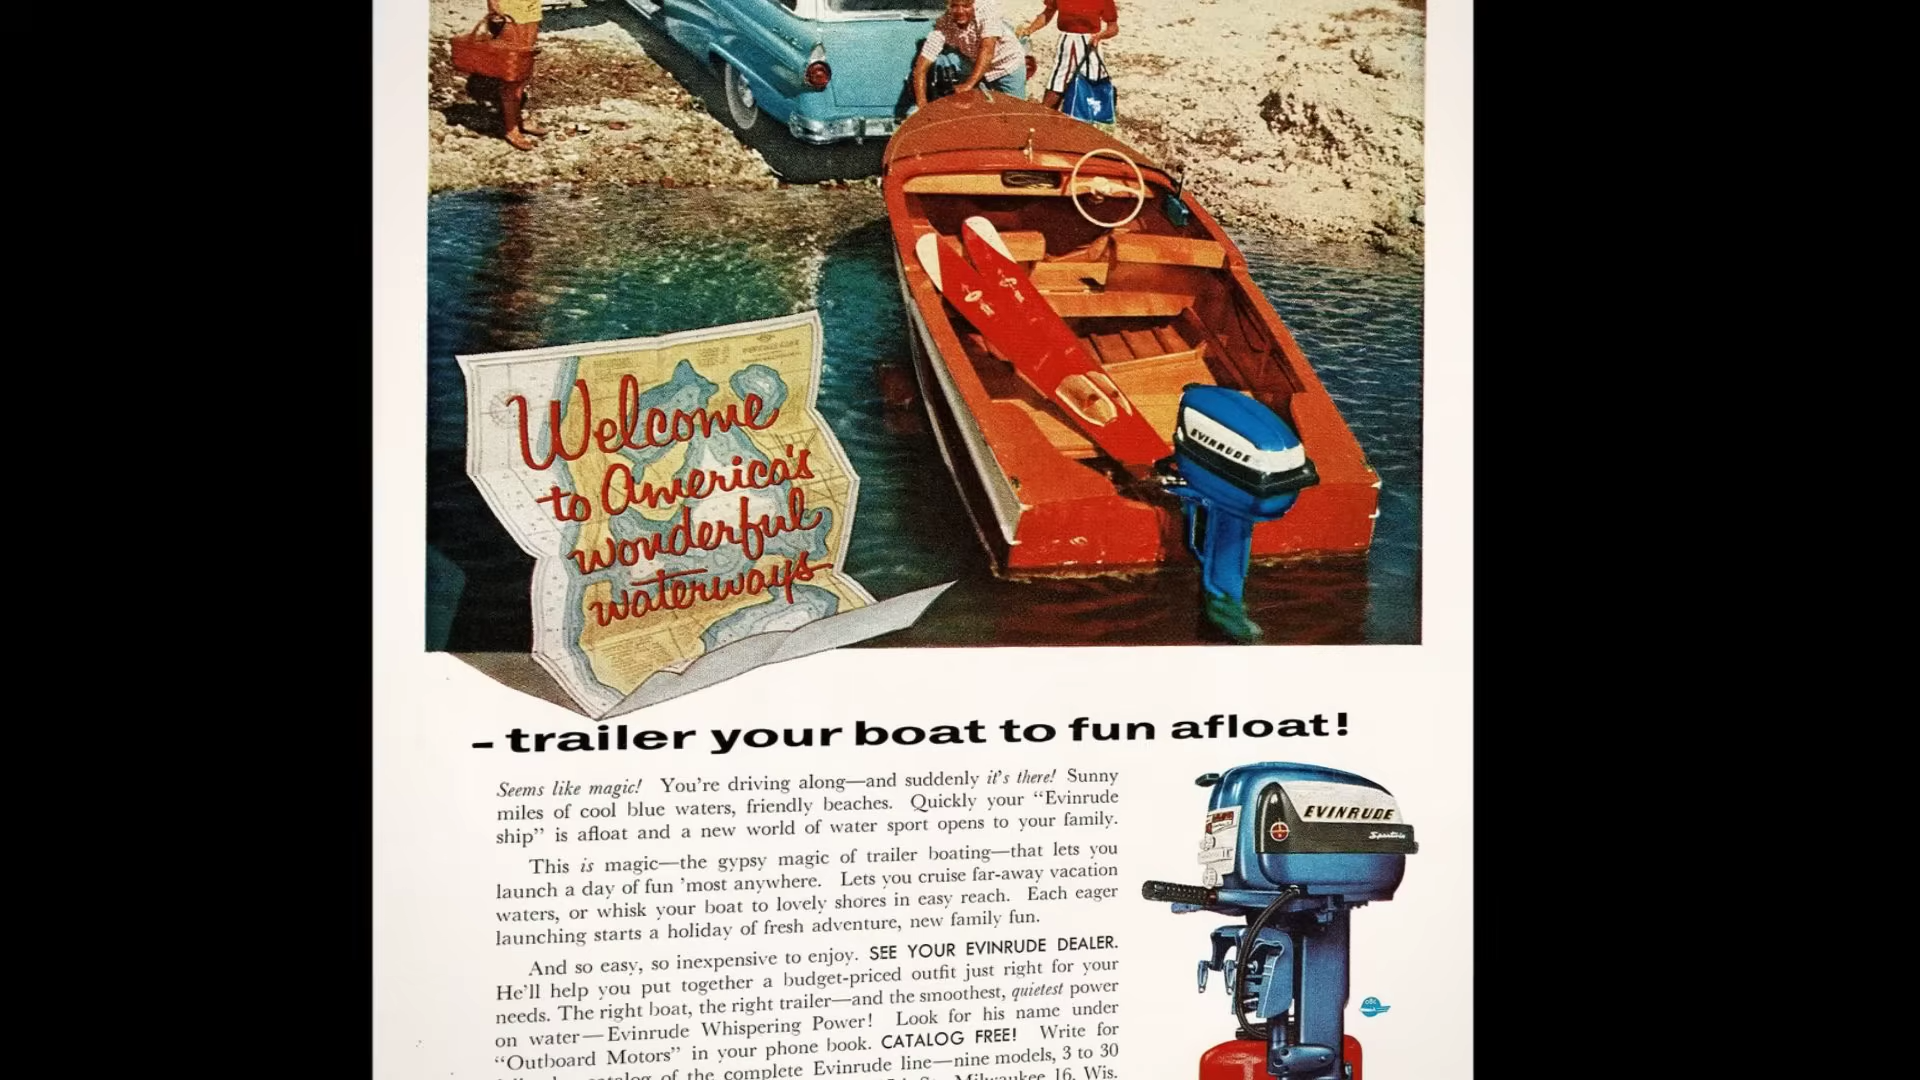 EVINRUDE
Welcome
to America's
wonderful
waterways
– trailer your boat to fun afloat!
Seems like magic! You're driving along—and suddenly it's there! Sunny
miles of cool blue waters, friendly beaches. Quickly your “Evinrude
ship” is afloat and a new world of water sport opens to your family.
This is magic—the gypsy magic of trailer boating—that lets you
launch a day of fun ’most anywhere. Lets you cruise far-away vacation
waters, or whisk your boat to lovely shores in easy reach. Each eager
launching starts a holiday of fresh adventure, new family fun.
And so easy, so inexpensive to enjoy. SEE YOUR EVINRUDE DEALER.
He'll help you put together a budget-priced outfit just right for your
needs. The right boat, the right trailer—and the smoothest, quietest power
on water—Evinrude Whispering Power! Look for his name under
“Outboard Motors” in your phone book. CATALOG FREE! Write for
catalog of the complete Evinrude line—nine models, 3 to 30
St., Milwaukee 16, Wis.
EVINRUDE
Sportwin